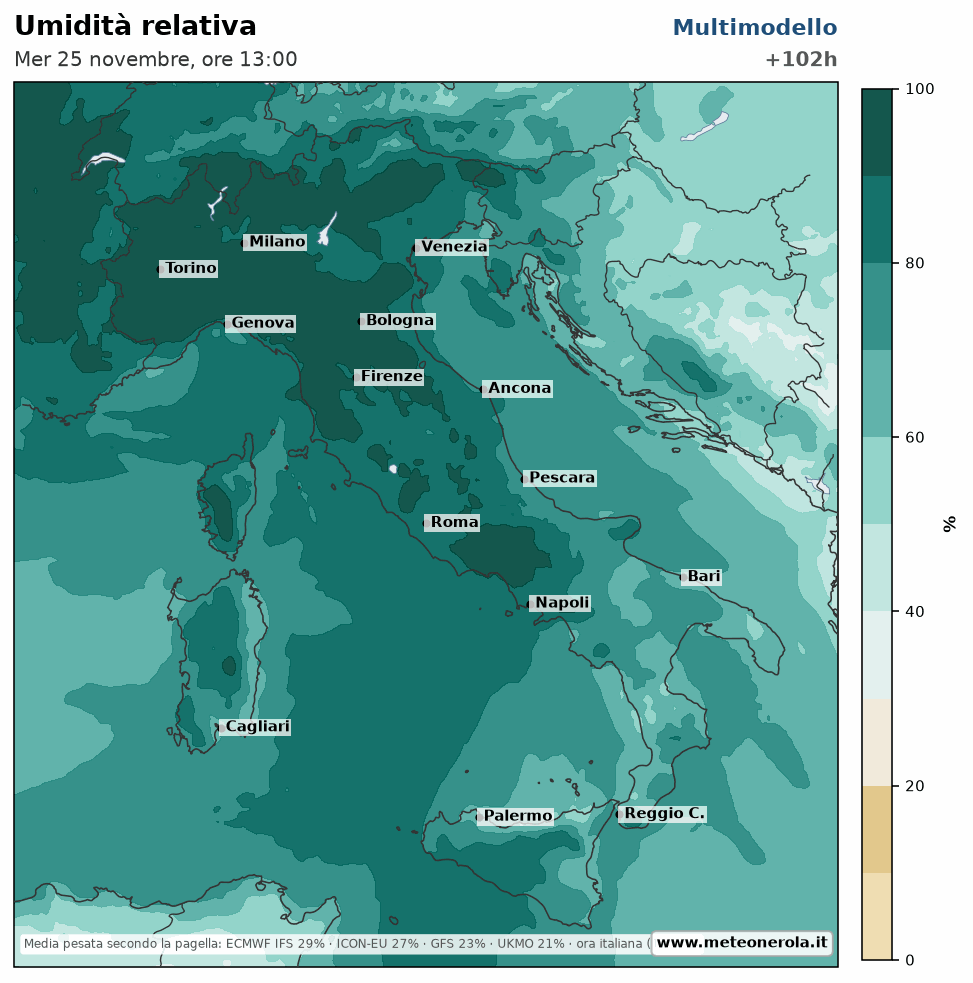 Umidità relativa
Multimodello
Mer 25 novembre, ore 13:00
+102h
100
80
60
40
20
0
%
Milano
Venezia
Torino
Genova
Bologna
Firenze
Ancona
Pescara
Roma
Bari
Napoli
Cagliari
Palermo
Reggio C.
Media pesata secondo la pagella: ECMWF IFS 29% · ICON-EU 27% · GFS 23% · UKMO 21% · ora italiana (
www.meteonerola.it